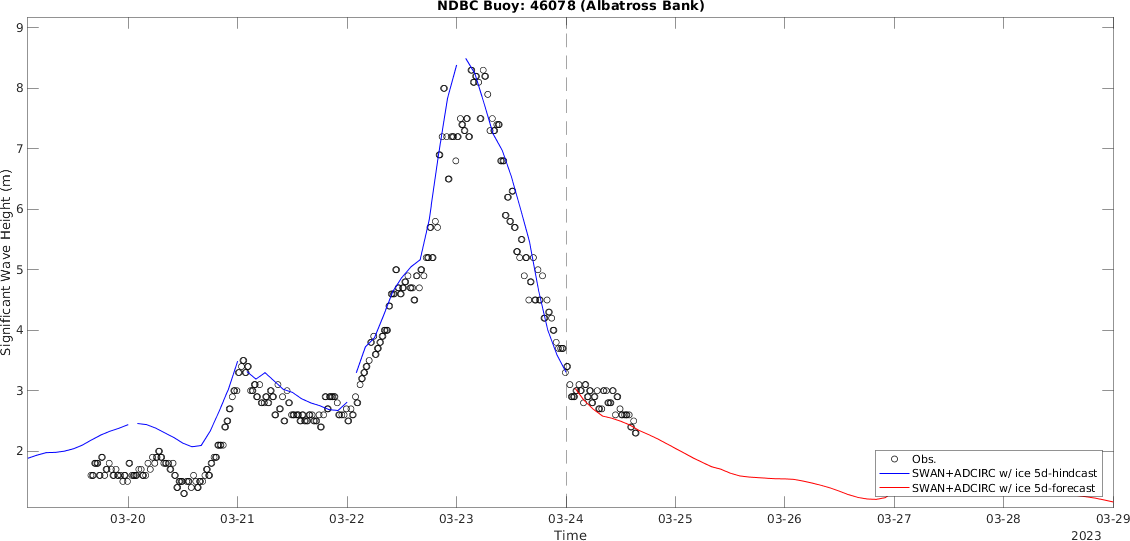 NDBC Buoy: 46078 (Albatross Bank)
9
8
7
6
5
4
3
2
Significant Wave Height (m)
Obs.
SWAN+ADCIRC w/ ice 5d-hindcast
SWAN+ADCIRC w/ ice 5d-forecast
03-20 03-21 03-22 03-23 03-24 03-25 03-26 03-27 03-28 03-29
Time
2023